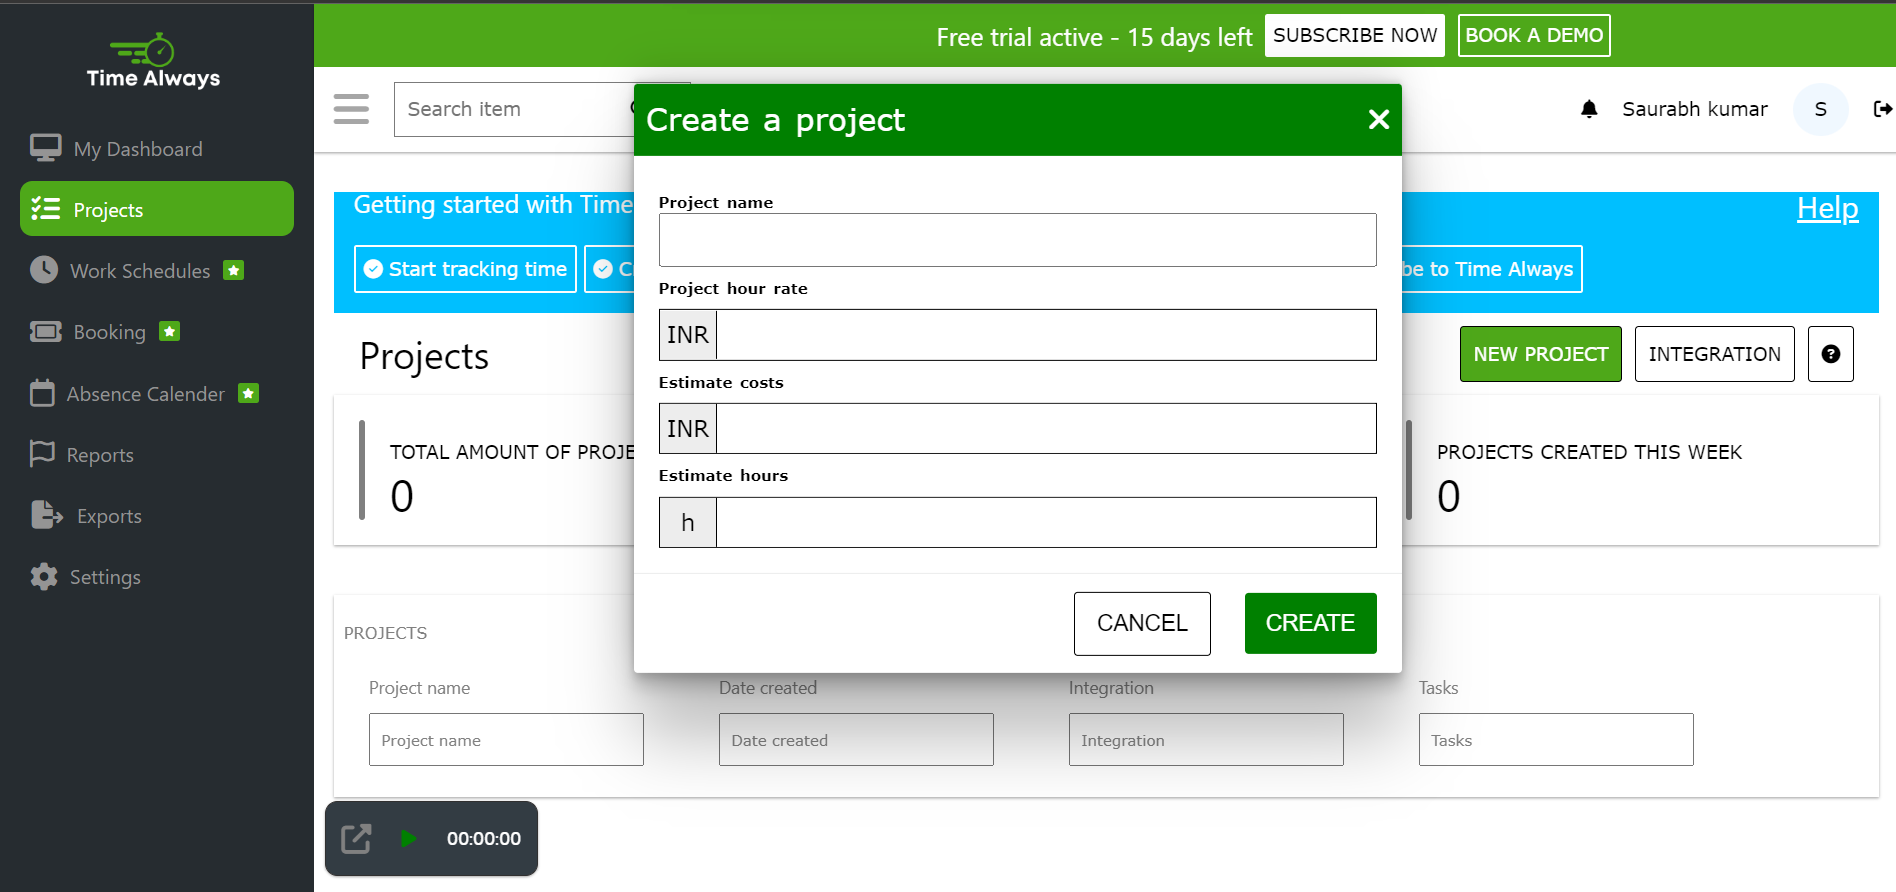 Time Always
My Dashboard
Projects
Work Schedules
Booking
Absence Calender
Reports
Exports
Settings
Free trial active - 15 days left
SUBSCRIBE NOW
BOOK A DEMO
Search item
Saurabh kumar
S
Getting started with Time
Help
Start tracking time
be to Time Always
Projects
NEW PROJECT
INTEGRATION
?
TOTAL AMOUNT OF PROJE
0
PROJECTS CREATED THIS WEEK
0
Create a project
Project name
Project hour rate
INR
Estimate costs
INR
Estimate hours
h
CANCEL
CREATE
PROJECTS
Project name
Date created
Integration
Tasks
Project name
Date created
Integration
Tasks
00:00:00